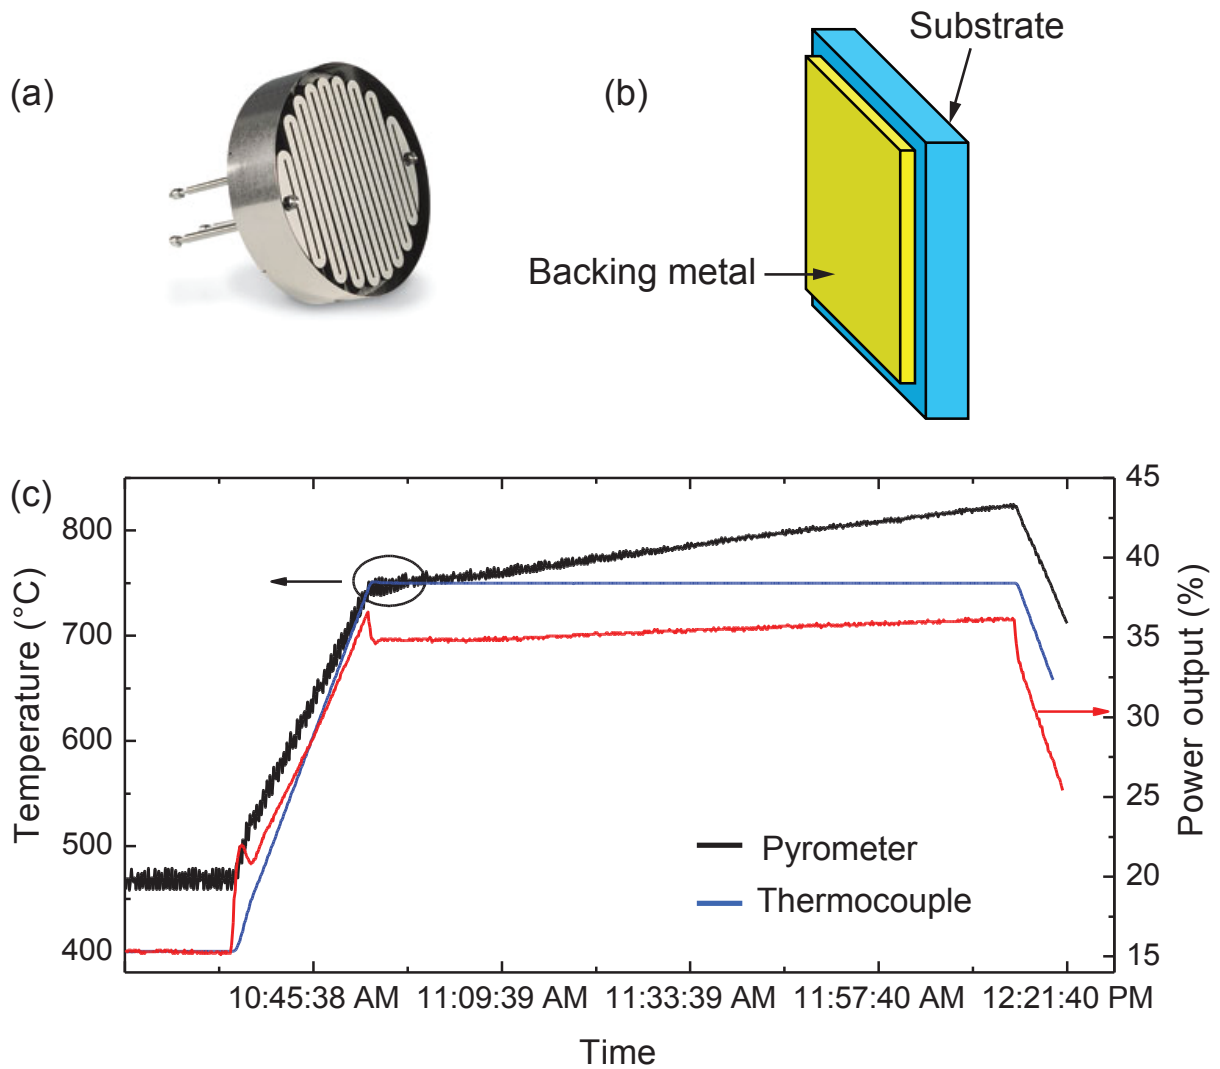 (a)
(b)
Substrate
Backing metal
(c)
Temperature (°C)
800
700
600
500
400
45
40
35
30
25
20
15
Power output (%)
Pyrometer
Thermocouple
10:45:38 AM 11:09:39 AM 11:33:39 AM 11:57:40 AM 12:21:40 PM
Time